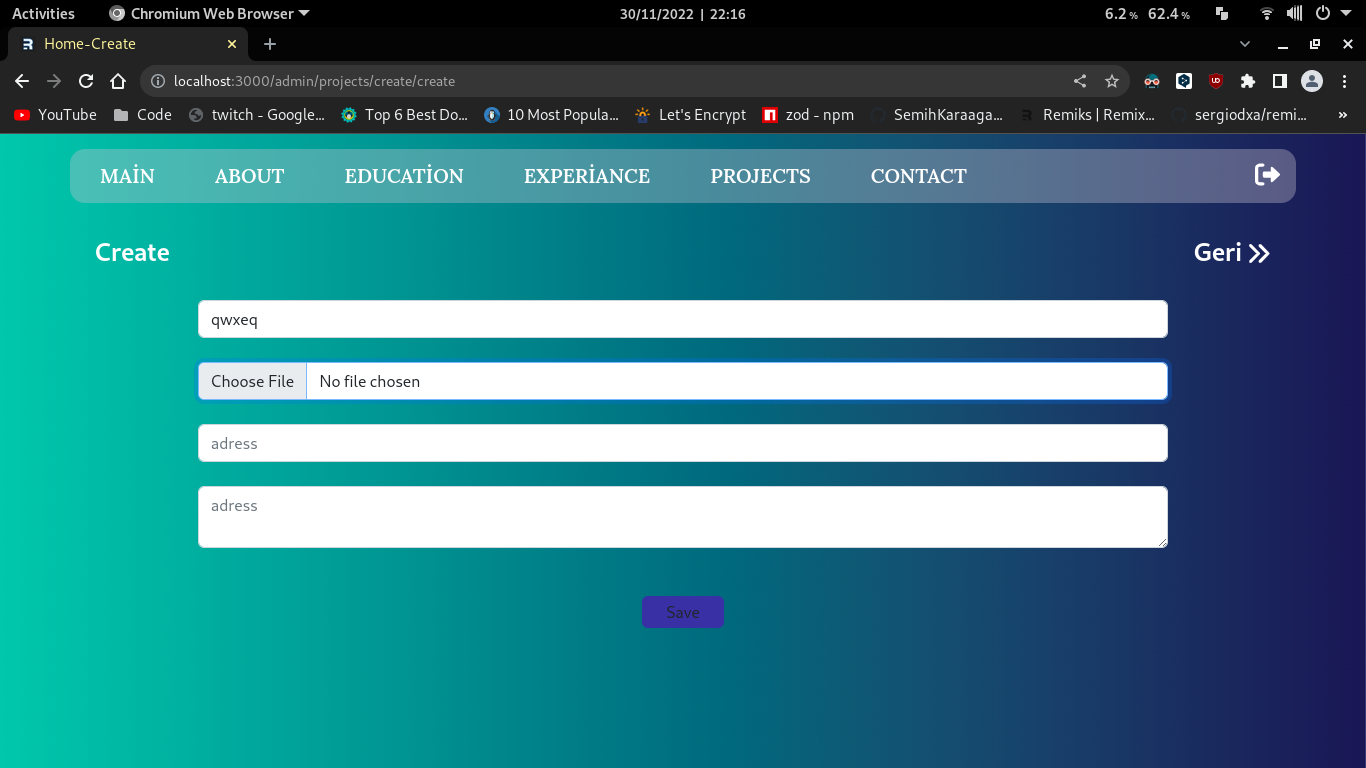 Activities Chromium Web Browser 30/11/2022 | 22:16 6.2 % 62.4 %
Home-Create
localhost:3000/admin/projects/create/create
YouTube Code twitch - Google... Top 6 Best Do... 10 Most Popula... Let's Encrypt zod - npm SemihKaraaga... Remiks | Remix... sergiodxa/remi... »
MAİN ABOUT EDUCATİON EXPERİANCE PROJECTS CONTACT
Create Geri
qwxeq
Choose File No file chosen
adress
adress
Save